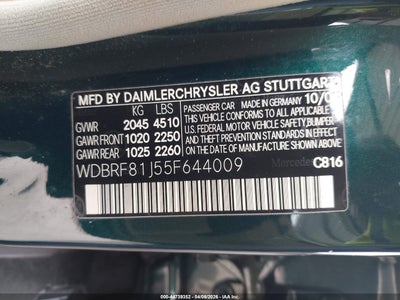 MFD BY DAIMLERCHRYSLER AG STUTTGART
KG LBS
GVWR 2045 4510
GAWR FRONT 1020 2250
GAWR REAR 1025 2260
PASSENGER CAR MADE IN GERMANY
THIS VEHICLE CONFORMS TO ALL APPLICABLE
U.S. FEDERAL MOTOR VEHICLE SAFETY,BUMPER
AND THEFT PREVENTION STANDARDS IN EFFECT
ON THE DATE OF MANUFACTURE SHOWN ABOVE
WDBRF81J55F644009
C816